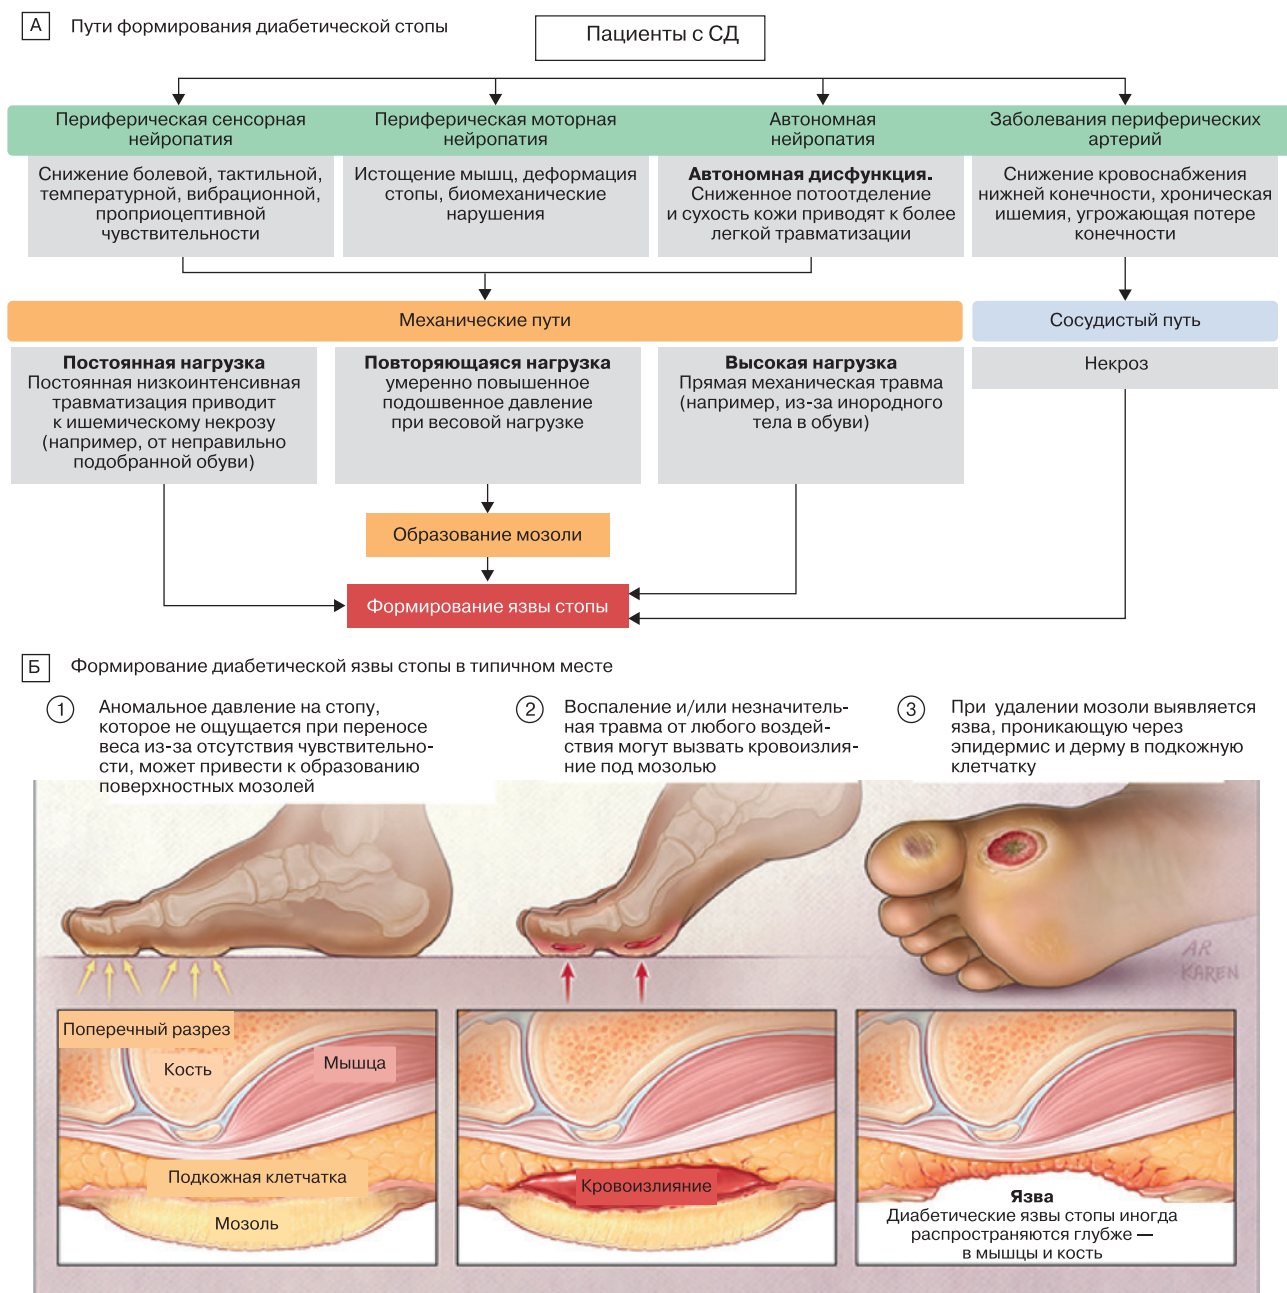 А
Пути формирования диабетической стопы
Пациенты с СД
Периферическая сенсорная
нейропатия
Периферическая моторная
нейропатия
Автономная
нейропатия
Заболевания периферических
артерий
Снижение болевой, тактильной,
температурной, вибрационной,
проприоцептивной
чувствительности
Истощение мышц, деформация
стопы, биомеханические
нарушения
Автономная дисфункция.
Сниженное потоотделение
и сухость кожи приводят к более
легкой травматизации
Снижение кровоснабжения
нижней конечности, хроническая
ишемия, угрожающая потере
конечности
Механические пути
Сосудистый путь
Постоянная нагрузка
Постоянная низкоинтенсивная
травматизация приводит
к ишемическому некрозу
(например, от неправильно
подобранной обуви)
Повторяющаяся нагрузка
умеренно повышенное
подошвенное давление
при весовой нагрузке
Высокая нагрузка
Прямая механическая травма
(например, из-за инородного
тела в обуви)
Некроз
Образование мозоли
Формирование язвы стопы
Б
Формирование диабетической язвы стопы в типичном месте
1
Аномальное давление на стопу,
которое не ощущается при переносе
веса из-за отсутствия чувствительно-
сти, может привести к образованию
поверхностных мозолей
2
Воспаление и/или незначитель-
ная травма от любого воздей-
ствия могут вызвать кровоизлия-
ние под мозолью
3
При удалении мозоли выявляется
язва, проникающую через
эпидермис и дерму в подкожную
клетчатку
AR
KAREN
Поперечный разрез
Кость
Мышца
Подкожная клетчатка
Мозоль
Кровоизлияние
Язва
Диабетические язвы стопы иногда
распространяются глубже —
в мышцы и кость